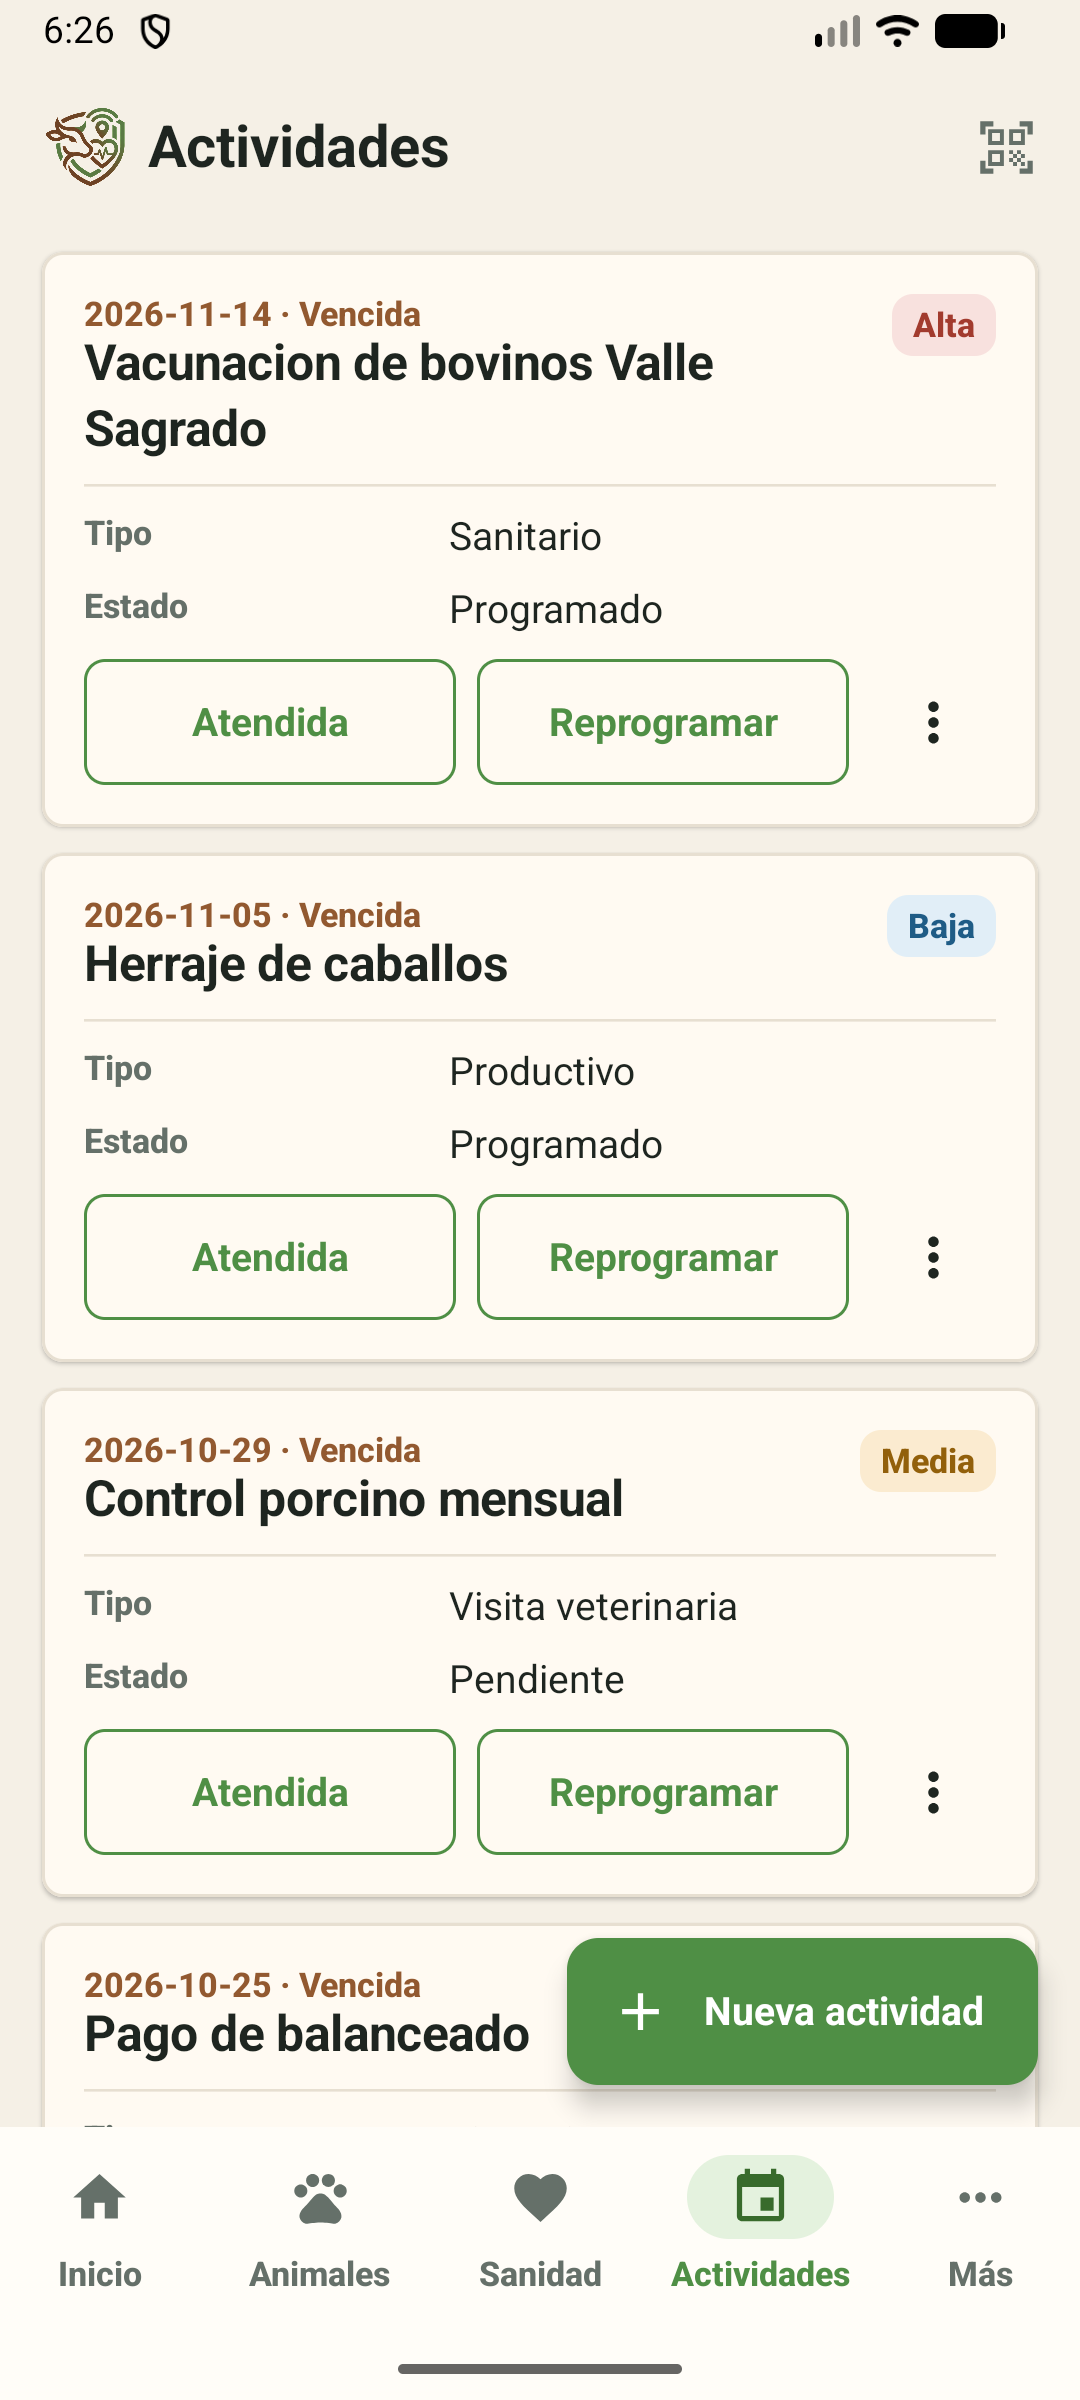 6:26
Actividades
2026-11-14 · Vencida
Alta
Vacunacion de bovinos Valle
Sagrado
Tipo Sanitario
Estado Programado
Atendida Reprogramar
2026-11-05 · Vencida
Baja
Herraje de caballos
Tipo Productivo
Estado Programado
Atendida Reprogramar
2026-10-29 · Vencida
Media
Control porcino mensual
Tipo Visita veterinaria
Estado Pendiente
Atendida Reprogramar
2026-10-25 · Vencida
Pago de balanceado
Nueva actividad
Inicio Animales Sanidad Actividades Más